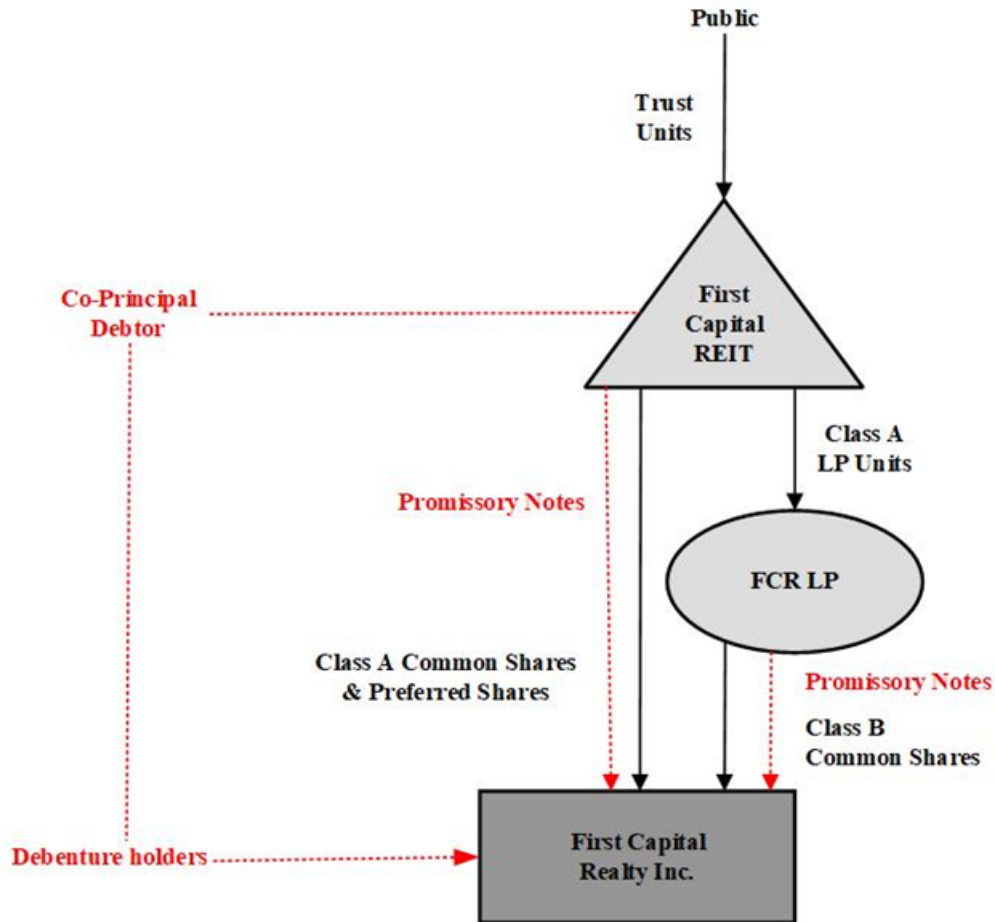 Public
Trust
Units
First
Capital
REIT
Co-Principal
Debtor
Class A
LP Units
Promissory Notes
FCR LP
Class A Common Shares
& Preferred Shares
Promissory Notes
Class B
Common Shares
First Capital
Realty Inc.
Debenture holders